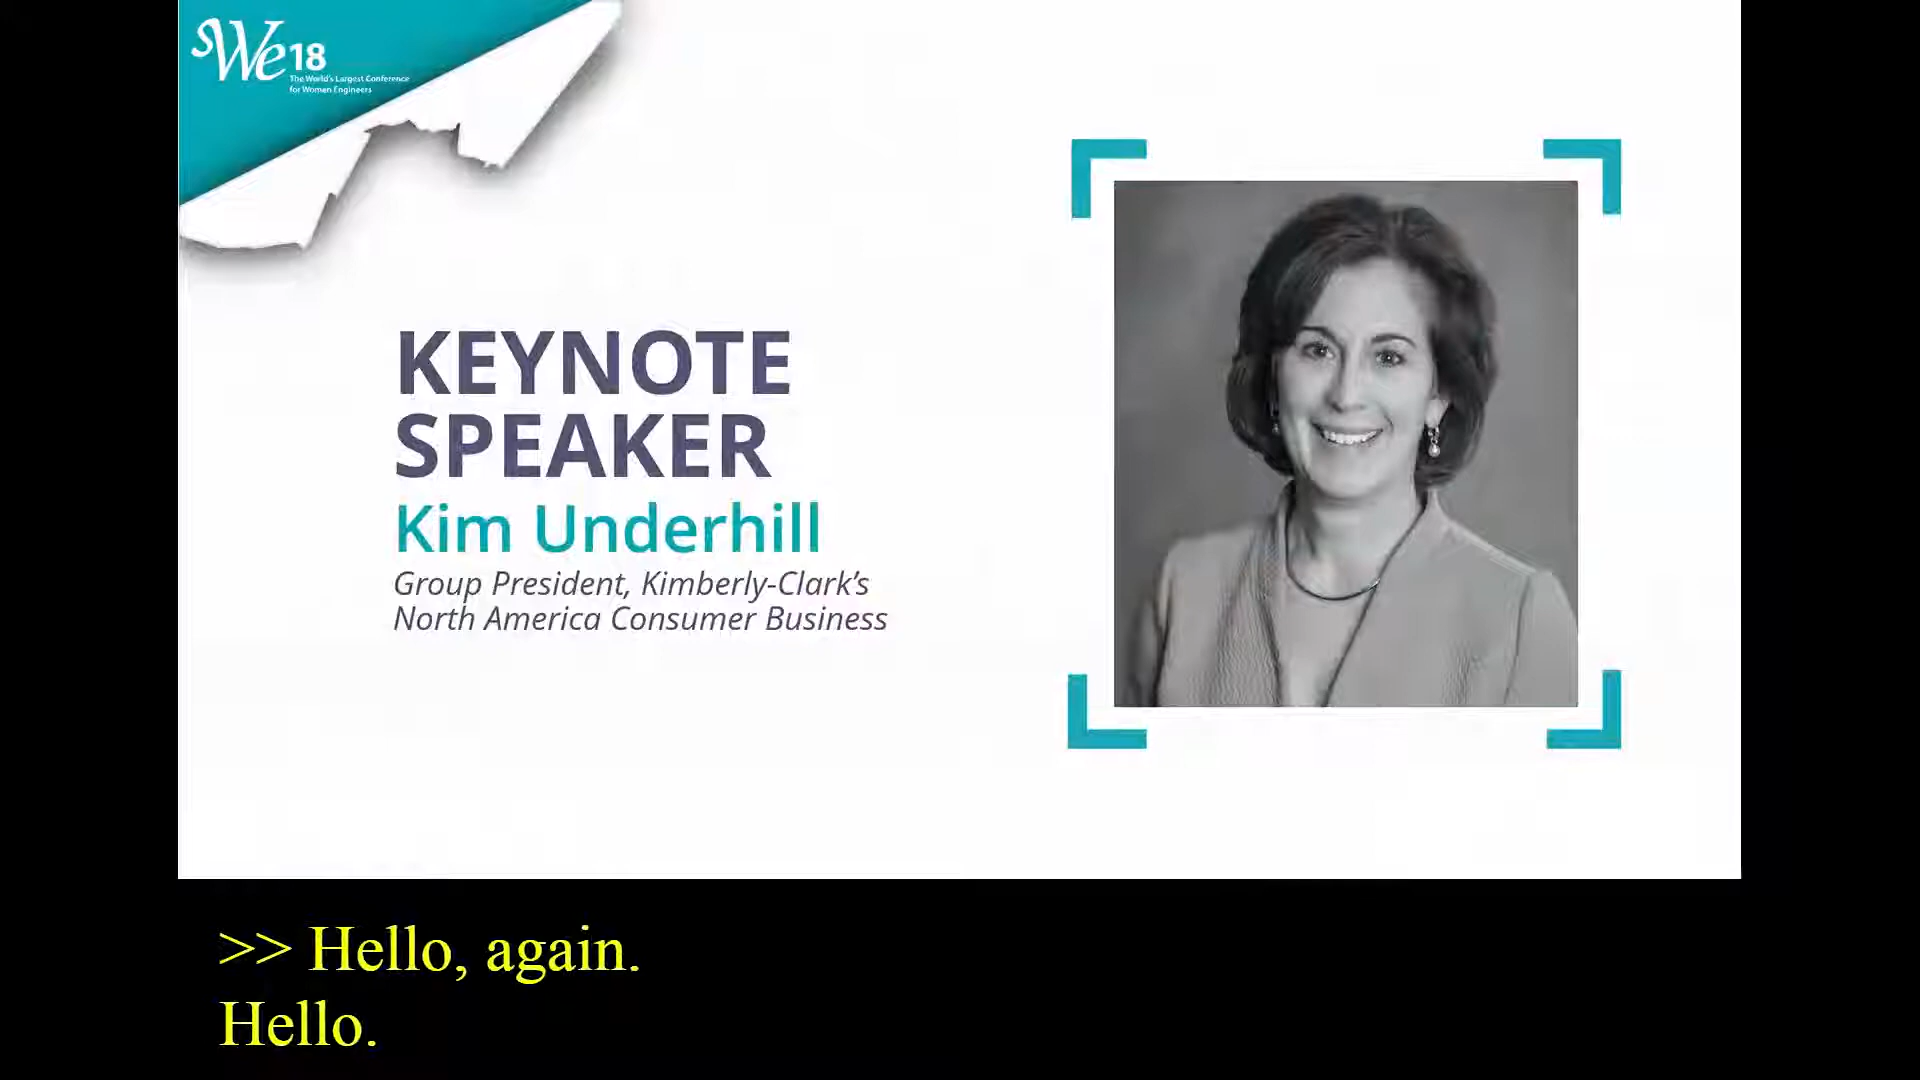 sWe18
The World's Largest Conference
for Women Engineers
KEYNOTE
SPEAKER
Kim Underhill
Group President, Kimberly-Clark's
North America Consumer Business
>> Hello, again.
Hello.